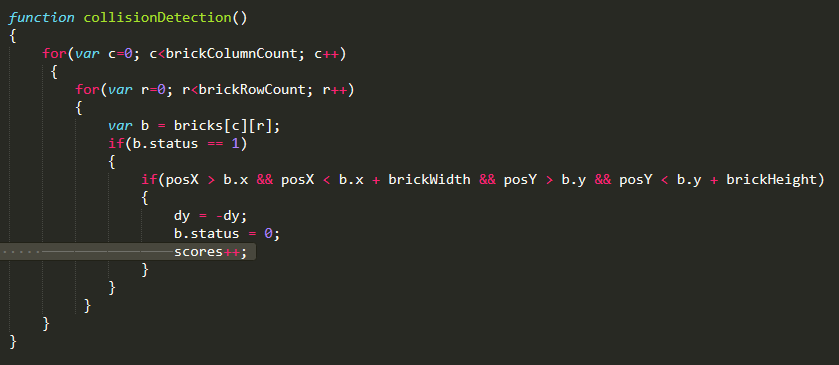 function collisionDetection()
{
    for(var c=0; c<brickColumnCount; c++)
     {
        for(var r=0; r<brickRowCount; r++)
        {
            var b = bricks[c][r];
            if(b.status == 1)
            {
                if(posX > b.x && posX < b.x + brickWidth && posY > b.y && posY < b.y + brickHeight)
                {
                    dy = -dy;
                    b.status = 0;
                    scores++;
                }
            }
         }
    }
}